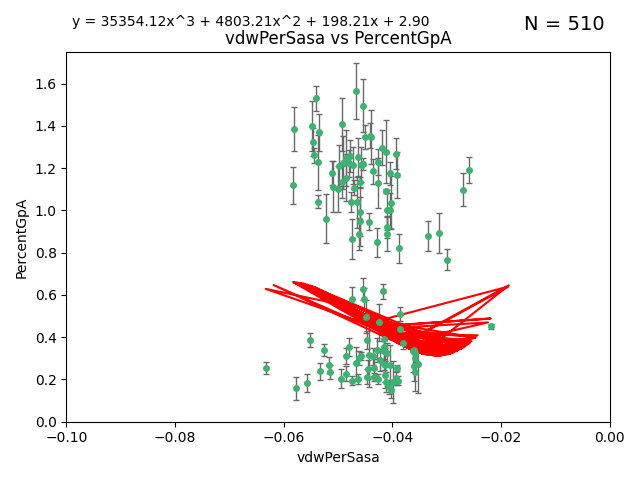 y = 35354.12x^3 + 4803.21x^2 + 198.21x + 2.90
N = 510
vdwPerSasa vs PercentGpA
PercentGpA
1.6
1.4
1.2
1.0
0.8
0.6
0.4
0.2
0.0
−0.10 −0.08 −0.06 −0.04 −0.02 0.00
vdwPerSasa